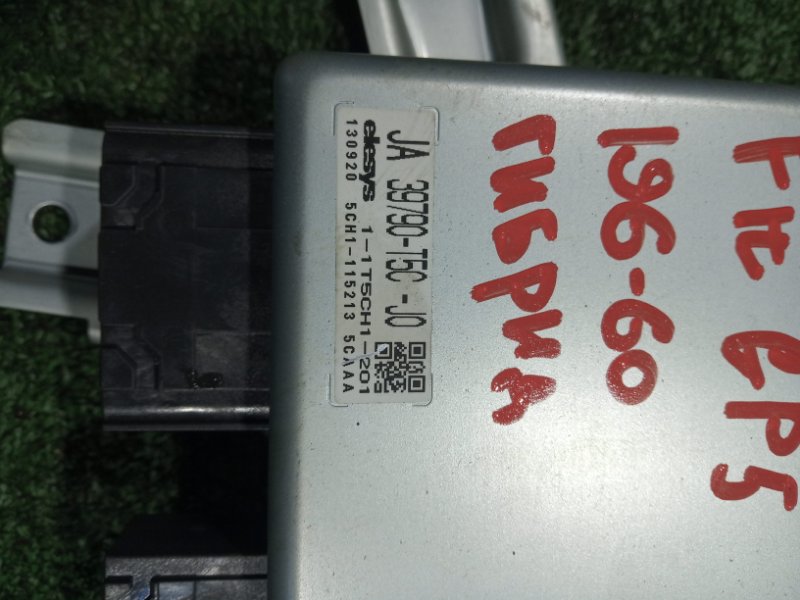 Fit GP5
196-60
ГИБРИД
JA 39790-T5C -J0
elesys 1-1T5CH1-201
130920 5CH1-115213 5CAAA